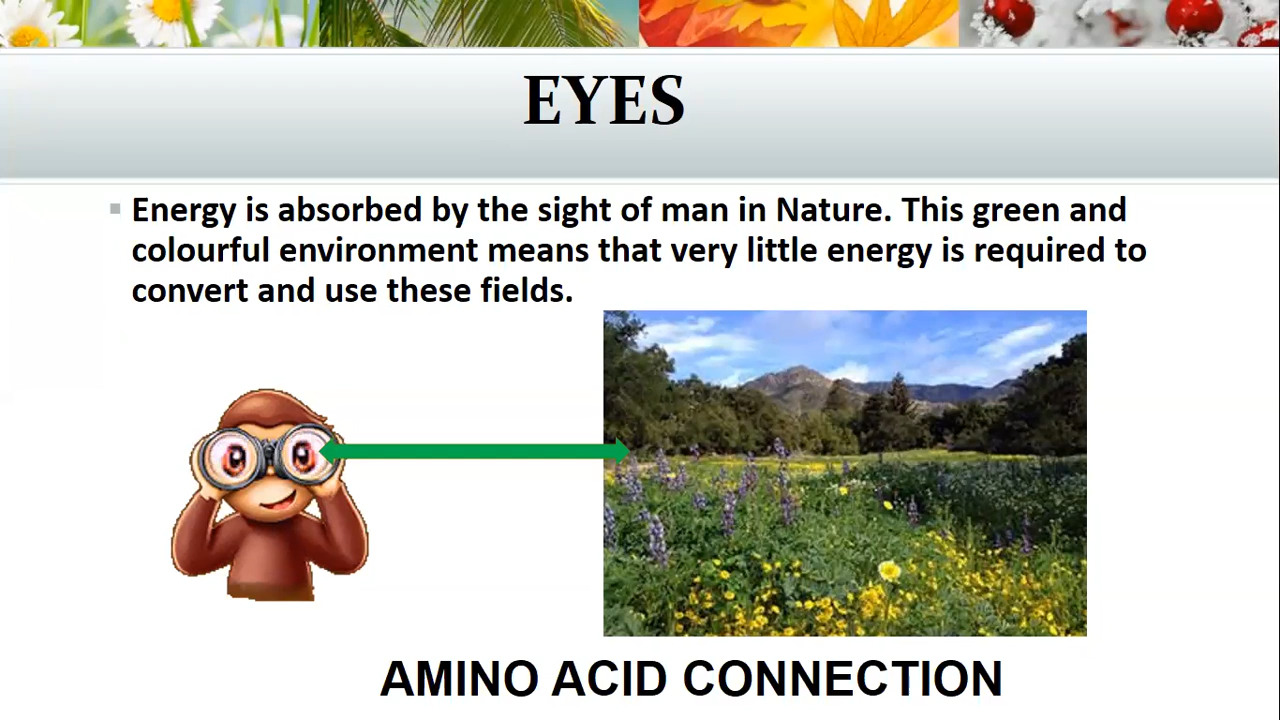 EYES
Energy is absorbed by the sight of man in Nature. This green and
colourful environment means that very little energy is required to
convert and use these fields.
AMINO ACID CONNECTION